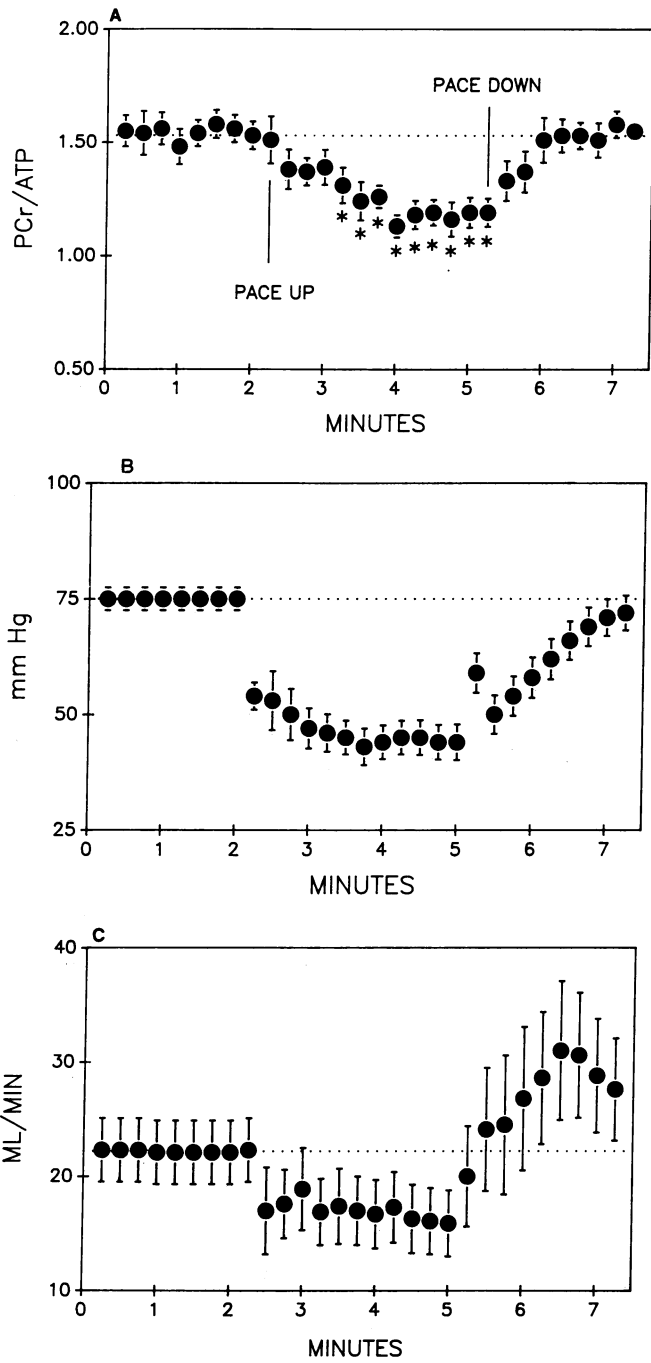 A
2.00
1.50
1.00
0.50
PCr/ATP
PACE DOWN
PACE UP
* * * * * * * * *
0 1 2 3 4 5 6 7
MINUTES
B
100
75
50
25
mm Hg
0 1 2 3 4 5 6 7
MINUTES
C
40
30
20
10
ML/MIN
0 1 2 3 4 5 6 7
MINUTES